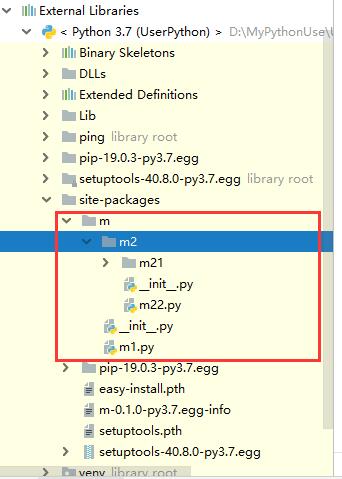 External Libraries
< Python 3.7 (UserPython) > D:\MyPythonUse\
Binary Skeletons
DLLs
Extended Definitions
Lib
ping library root
pip-19.0.3-py3.7.egg
setuptools-40.8.0-py3.7.egg library root
site-packages
m
m2
m21
__init__.py
m22.py
__init__.py
m1.py
pip-19.0.3-py3.7.egg
easy-install.pth
m-0.1.0-py3.7.egg-info
setuptools.pth
setuptools-40.8.0-py3.7.egg
venv library root